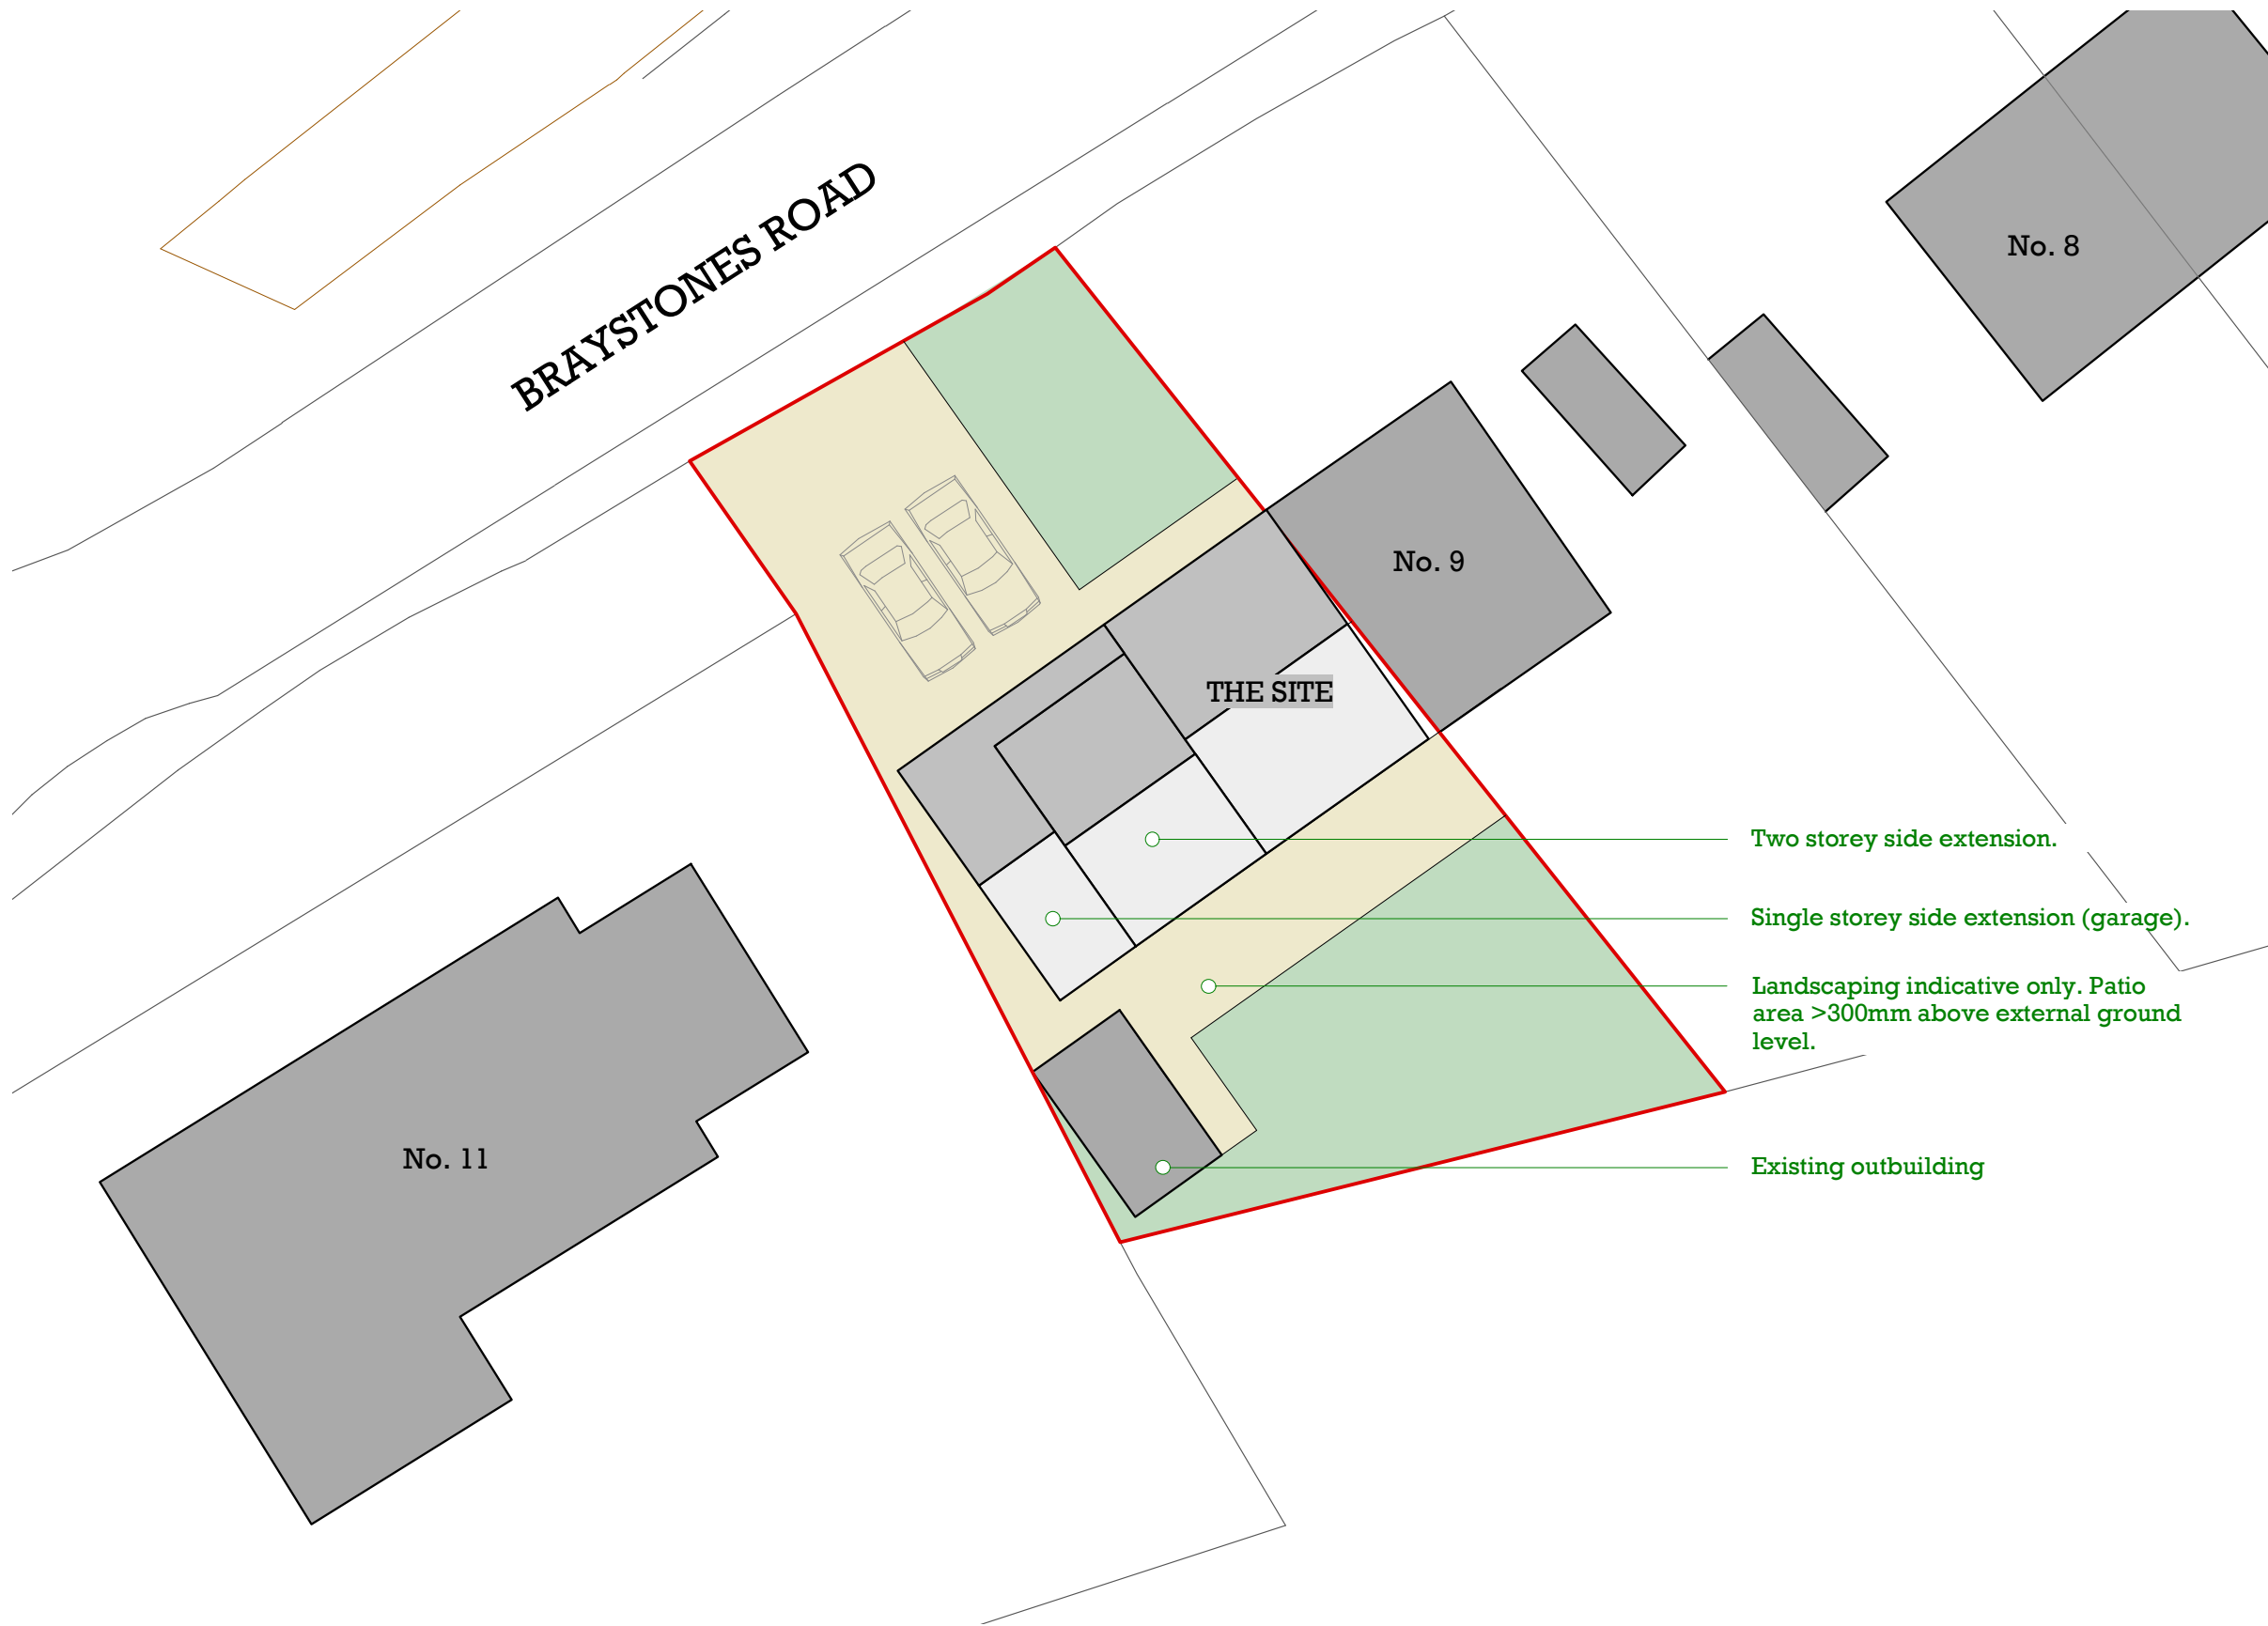 BRAYSTONES ROAD
No. 8
No. 9
THE SITE
Two storey side extension.
Single storey side extension (garage).
Landscaping indicative only. Patio
area >300mm above external ground
level.
No. 11
Existing outbuilding